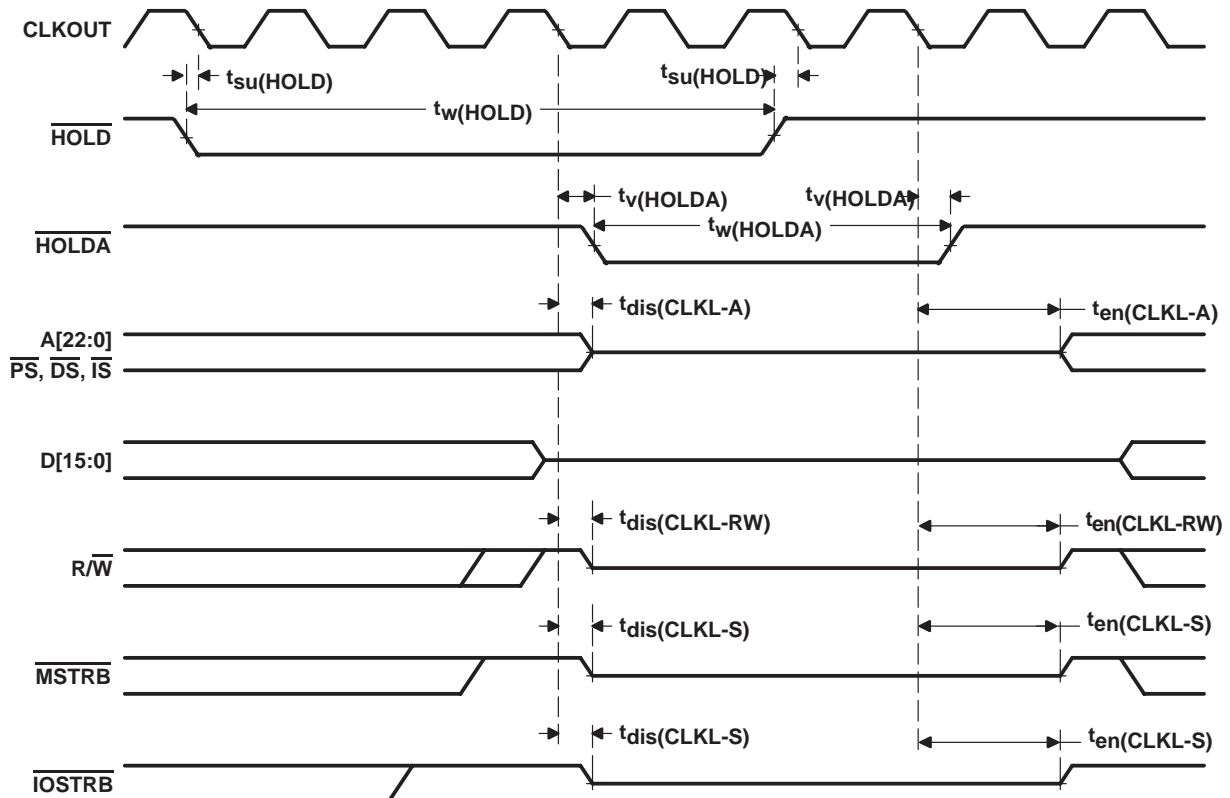 CLKOUT
tsu(HOLD)
tsu(HOLD)
tw(HOLD)
HOLD
tv(HOLDA)
tv(HOLDA)
tw(HOLDA)
HOLDA
tdis(CLKL-A)
ten(CLKL-A)
A[22:0]
PS, DS, IS
D[15:0]
tdis(CLKL-RW)
ten(CLKL-RW)
R/W
tdis(CLKL-S)
ten(CLKL-S)
MSTRB
tdis(CLKL-S)
ten(CLKL-S)
IOSTRB